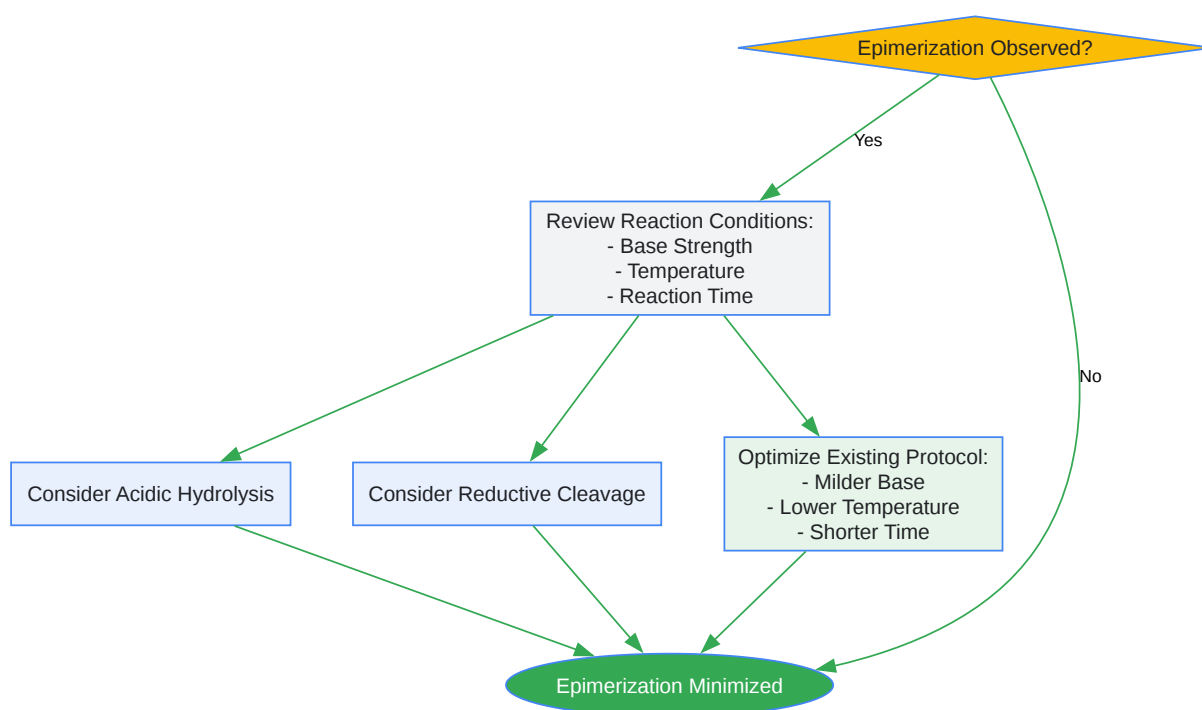 Epimerization Observed?
Yes
Review Reaction Conditions:
- Base Strength
- Temperature
- Reaction Time
No
Consider Acidic Hydrolysis
Consider Reductive Cleavage
Optimize Existing Protocol:
- Milder Base
- Lower Temperature
- Shorter Time
Epimerization Minimized